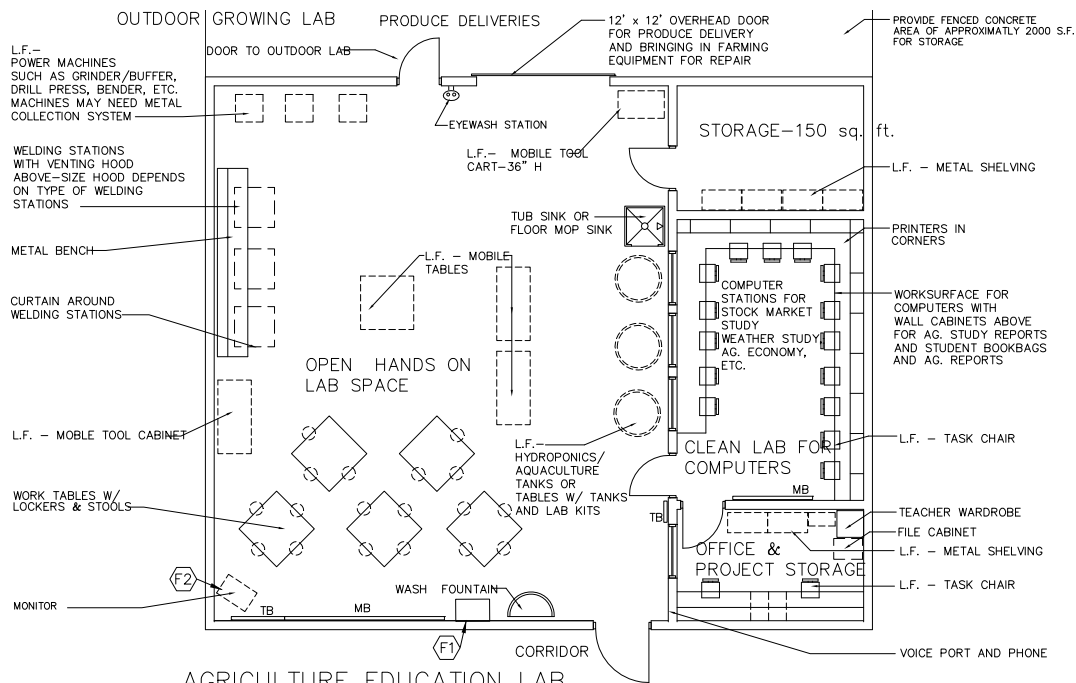 OUTDOOR GROWING LAB
PRODUCE DELIVERIES
12' x 12' OVERHEAD DOOR
FOR PRODUCE DELIVERY
AND BRINGING IN FARMING
EQUIPMENT FOR REPAIR
PROVIDE FENCED CONCRETE
AREA OF APPROXIMATLY 2000 S.F.
FOR STORAGE
L.F.–
POWER MACHINES
SUCH AS GRINDER/BUFFER,
DRILL PRESS, BENDER, ETC.
MACHINES MAY NEED METAL
COLLECTION SYSTEM
DOOR TO OUTDOOR LAB
EYEWASH STATION
L.F.– MOBILE TOOL
CART–36" H
STORAGE–150 sq. ft.
L.F. – METAL SHELVING
WELDING STATIONS
WITH VENTING HOOD
ABOVE–SIZE HOOD DEPENDS
ON TYPE OF WELDING
STATIONS
TUB SINK OR
FLOOR MOP SINK
PRINTERS IN
CORNERS
METAL BENCH
L.F.– MOBILE
TABLES
CURTAIN AROUND
WELDING STATIONS
COMPUTER
STATIONS FOR
STOCK MARKET
STUDY
WEATHER STUDY,
AG. ECONOMY,
ETC.
WORKSURFACE FOR
COMPUTERS WITH
WALL CABINETS ABOVE
FOR AG. STUDY REPORTS
AND STUDENT BOOKBAGS
AND AG. REPORTS
OPEN HANDS ON
LAB SPACE
L.F. – MOBLE TOOL CABINET
L.F.–
HYDROPONICS/
AQUACULTURE
TANKS OR
TABLES W/ TANKS
AND LAB KITS
CLEAN LAB FOR
COMPUTERS
L.F. – TASK CHAIR
MB
WORK TABLES W/
LOCKERS & STOOLS
TB
TEACHER WARDROBE
FILE CABINET
OFFICE &
PROJECT STORAGE
L.F. – METAL SHELVING
F2
MONITOR
WASH FOUNTAIN
L.F. – TASK CHAIR
TB
MB
F1
CORRIDOR
VOICE PORT AND PHONE
AGRICULTURE EDUCATION LAB